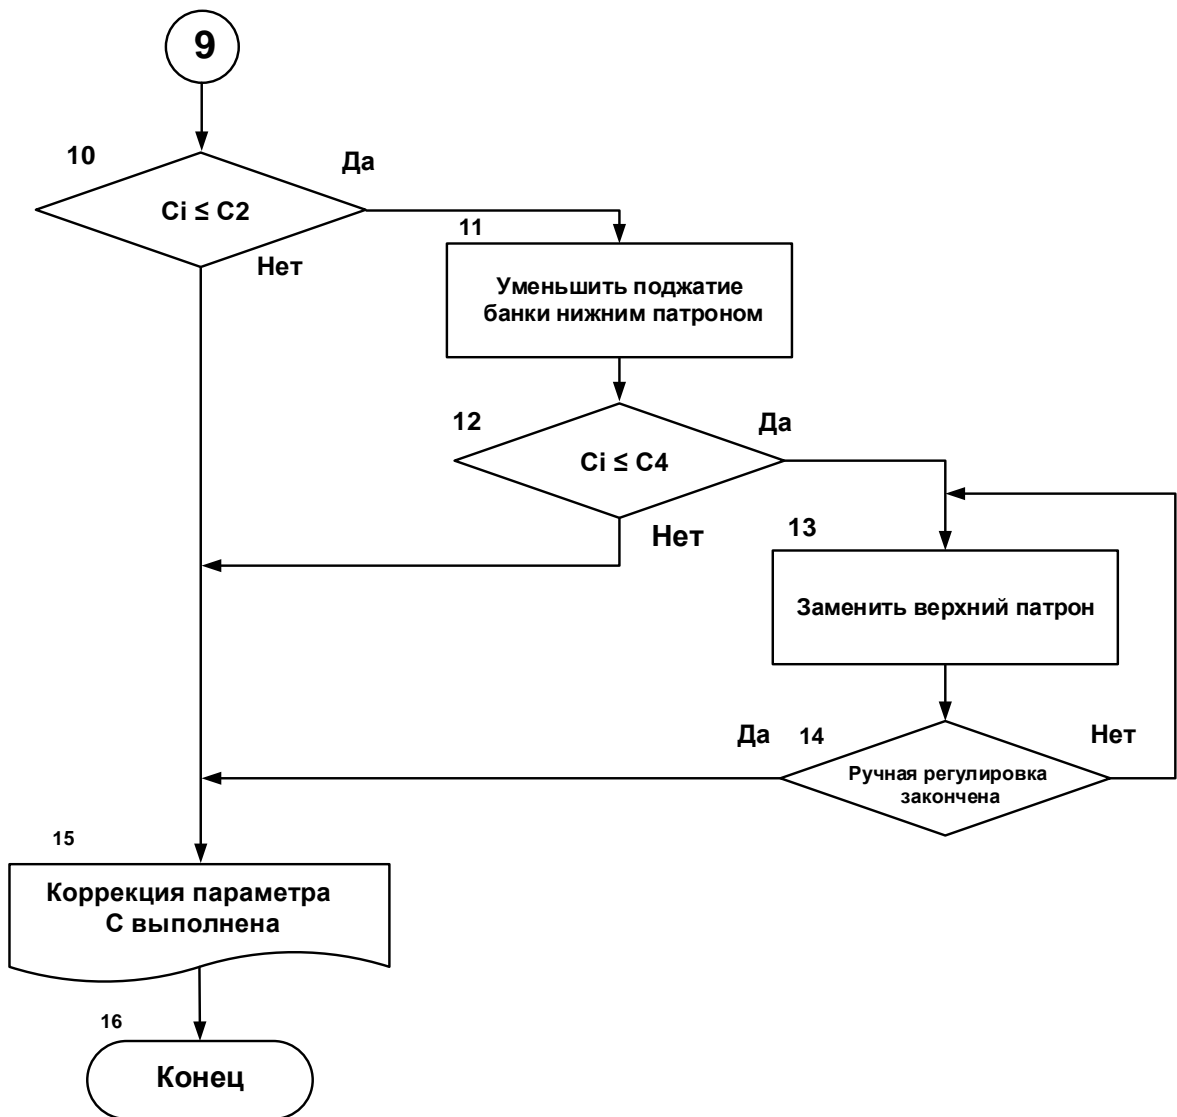 9
10
Да
Ci ≤ C2
Нет
11
Уменьшить поджатие
банки нижним патроном
12
Да
Ci ≤ C4
Нет
13
Заменить верхний патрон
Да
14
Нет
Ручная регулировка
закончена
15
Коррекция параметра
С выполнена
16
Конец